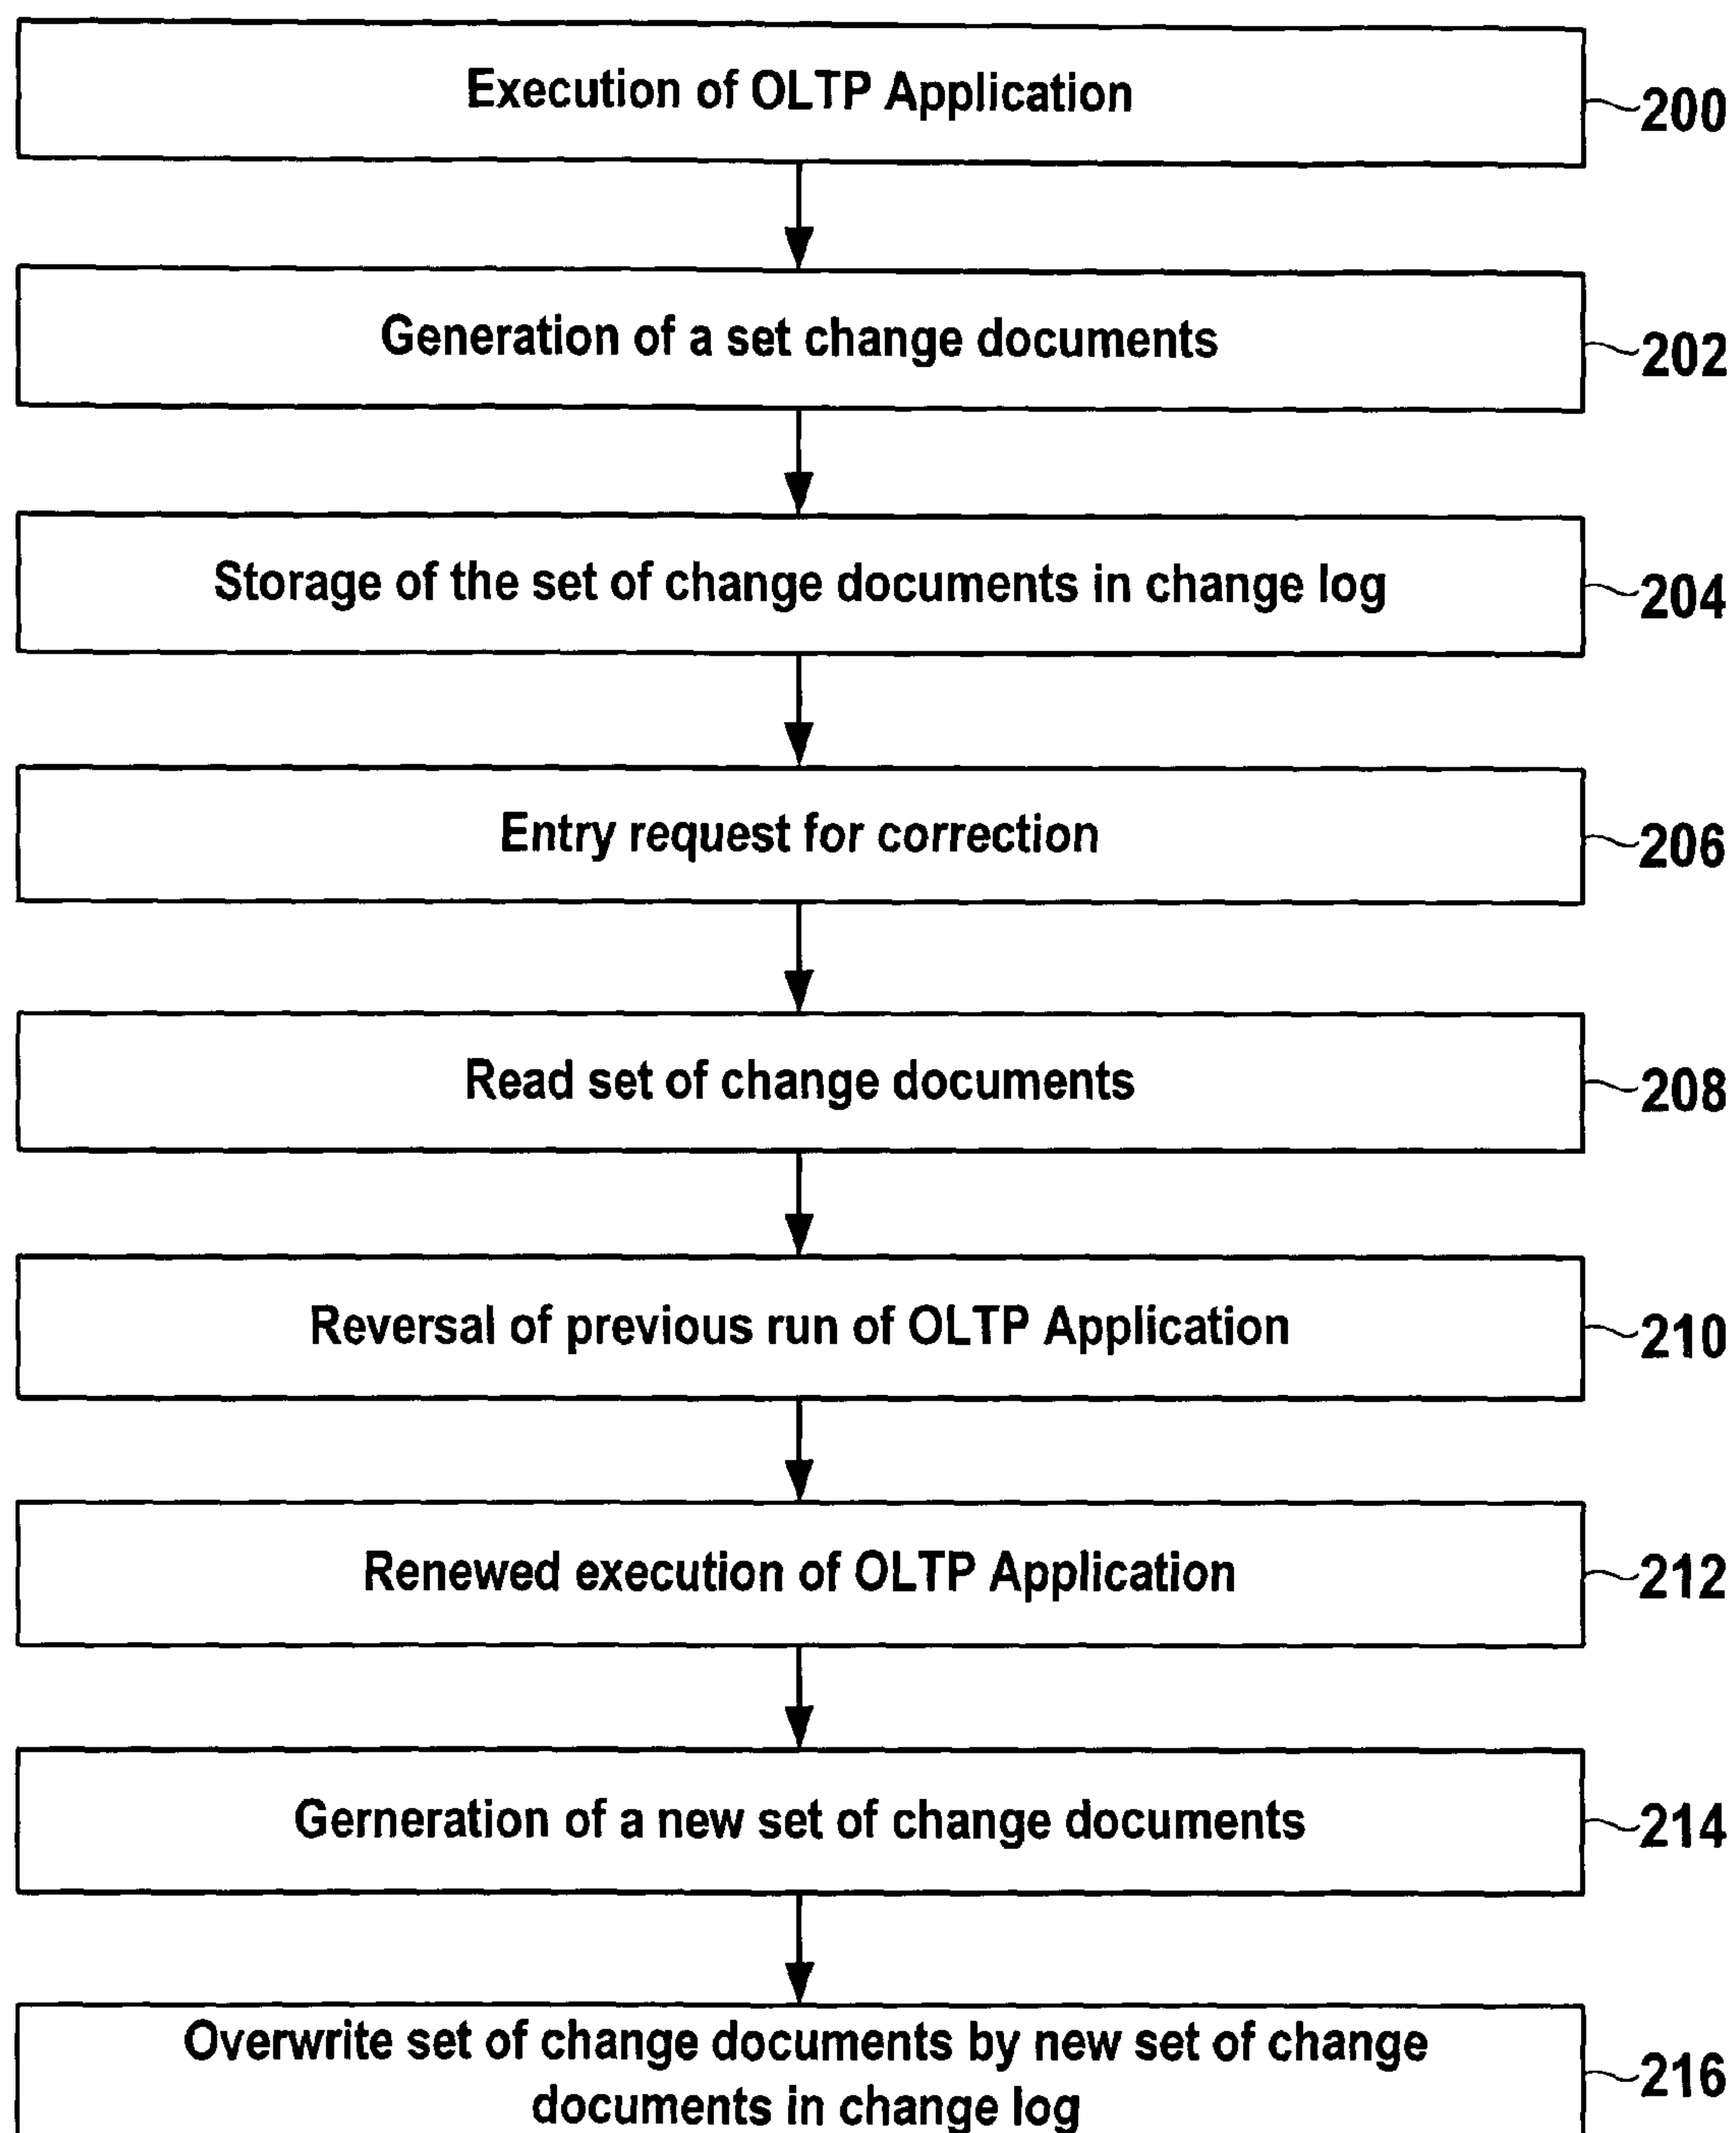 Execution of OLTP Application
200
Generation of a set change documents
202
Storage of the set of change documents in change log
204
Entry request for correction
206
Read set of change documents
208
Reversal of previous run of OLTP Application
210
Renewed execution of OLTP Application
212
Gerneration of a new set of change documents
214
Overwrite set of change documents by new set of change
documents in change log
216